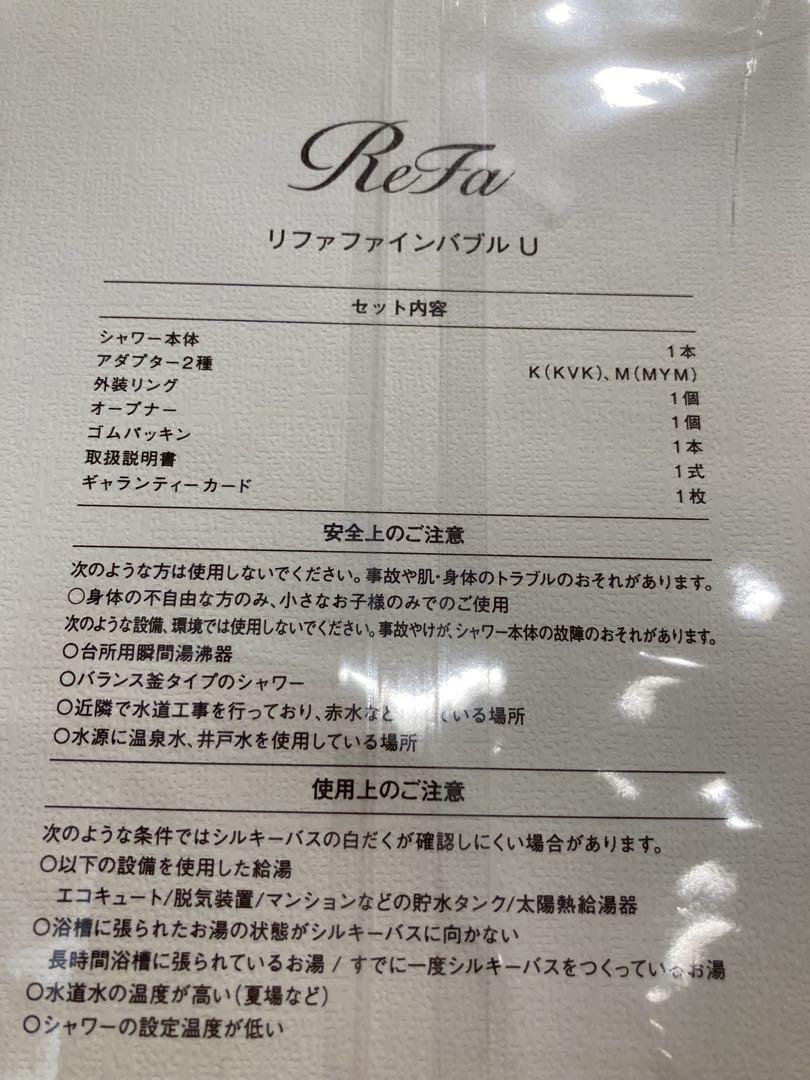 ReFa
リファファインバブル U
セット内容
シャワー本体 1本
アダプター2種 K(KVK)、M(MYM)
外装リング 1個
オープナー 1個
ゴムパッキン 1本
取扱説明書 1式
ギャランティーカード 1枚
安全上のご注意
次のような方は使用しないでください。事故や肌・身体のトラブルのおそれがあります。
○身体の不自由な方のみ、小さなお子様のみでのご使用
次のような設備、環境では使用しないでください。事故やけが、シャワー本体の故障のおそれがあります。
○台所用瞬間湯沸器
○バランス釜タイプのシャワー
○近隣で水道工事を行っており、赤水など ている場所
○水源に温泉水、井戸水を使用している場所
使用上のご注意
次のような条件ではシルキーバスの白だくが確認しにくい場合があります。
○以下の設備を使用した給湯
エコキュート/脱気装置/マンションなどの貯水タンク/太陽熱給湯器
○浴槽に張られたお湯の状態がシルキーバスに向かない
長時間浴槽に張られているお湯 / すでに一度シルキーバスをつくっているお湯
○水道水の温度が高い(夏場など)
○シャワーの設定温度が低い